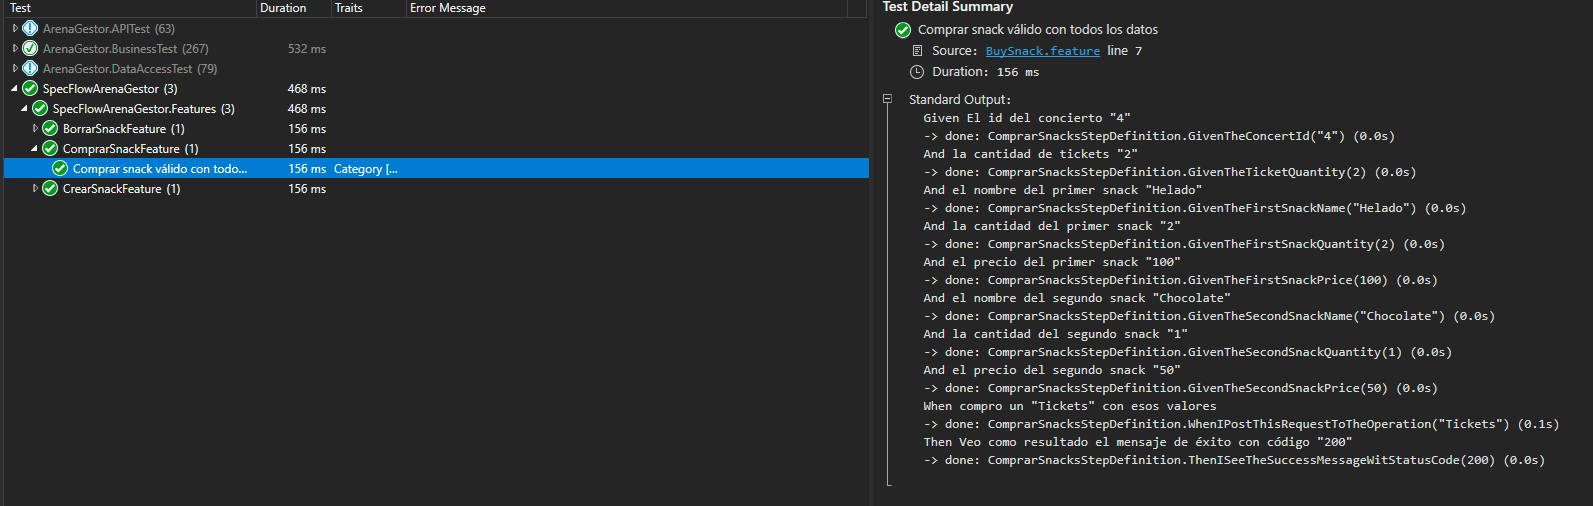 Test Duration Traits Error Message
ArenaGestor.APITest (63)
ArenaGestor.BusinessTest (267) 532 ms
ArenaGestor.DataAccessTest (79)
SpecFlowArenaGestor (3) 468 ms
SpecFlowArenaGestor.Features (3) 468 ms
BorrarSnackFeature (1) 156 ms
ComprarSnackFeature (1) 156 ms
Comprar snack válido con todo... 156 ms Category [...
CrearSnackFeature (1) 156 ms
Test Detail Summary
Comprar snack válido con todos los datos
Source: BuySnack.feature line 7
Duration: 156 ms
Standard Output:
Given El id del concierto "4"
-> done: ComprarSnacksStepDefinition.GivenTheConcertId("4") (0.0s)
And la cantidad de tickets "2"
-> done: ComprarSnacksStepDefinition.GivenTheTicketQuantity(2) (0.0s)
And el nombre del primer snack "Helado"
-> done: ComprarSnacksStepDefinition.GivenTheFirstSnackName("Helado") (0.0s)
And la cantidad del primer snack "2"
-> done: ComprarSnacksStepDefinition.GivenTheFirstSnackQuantity(2) (0.0s)
And el precio del primer snack "100"
-> done: ComprarSnacksStepDefinition.GivenTheFirstSnackPrice(100) (0.0s)
And el nombre del segundo snack "Chocolate"
-> done: ComprarSnacksStepDefinition.GivenTheSecondSnackName("Chocolate") (0.0s)
And la cantidad del segundo snack "1"
-> done: ComprarSnacksStepDefinition.GivenTheSecondSnackQuantity(1) (0.0s)
And el precio del segundo snack "50"
-> done: ComprarSnacksStepDefinition.GivenTheSecondSnackPrice(50) (0.0s)
When compro un "Tickets" con esos valores
-> done: ComprarSnacksStepDefinition.WhenIPostThisRequestToTheOperation("Tickets") (0.1s)
Then Veo como resultado el mensaje de éxito con código "200"
-> done: ComprarSnacksStepDefinition.ThenISeeTheSuccessMessageWitStatusCode(200) (0.0s)